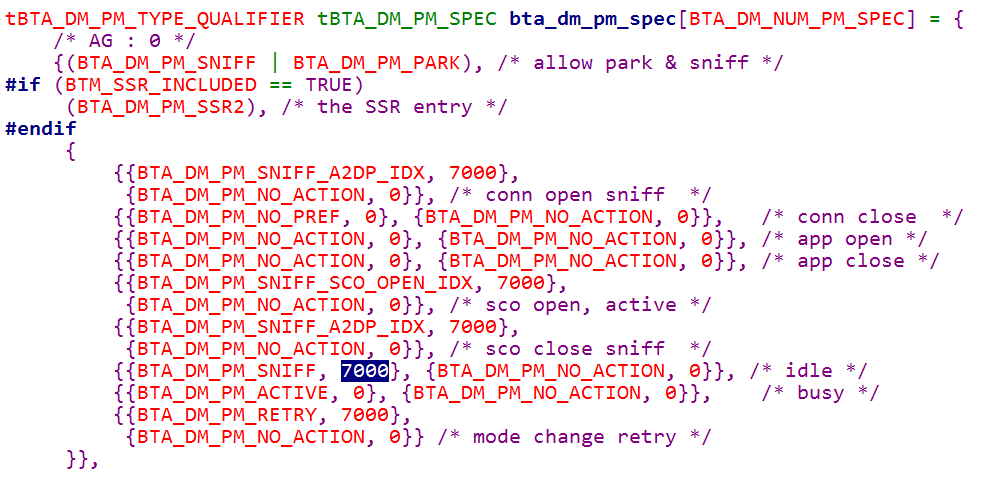 tBTA_DM_PM_TYPE_QUALIFIER tBTA_DM_PM_SPEC bta_dm_pm_spec[BTA_DM_NUM_PM_SPEC] = {
    /* AG : 0 */
    {(BTA_DM_PM_SNIFF | BTA_DM_PM_PARK), /* allow park & sniff */
#if (BTM_SSR_INCLUDED == TRUE)
     (BTA_DM_PM_SSR2), /* the SSR entry */
#endif
     {
         {{BTA_DM_PM_SNIFF_A2DP_IDX, 7000},
          {BTA_DM_PM_NO_ACTION, 0}}, /* conn open sniff  */
         {{BTA_DM_PM_NO_PREF, 0}, {BTA_DM_PM_NO_ACTION, 0}},   /* conn close  */
         {{BTA_DM_PM_NO_ACTION, 0}, {BTA_DM_PM_NO_ACTION, 0}}, /* app open */
         {{BTA_DM_PM_NO_ACTION, 0}, {BTA_DM_PM_NO_ACTION, 0}}, /* app close */
         {{BTA_DM_PM_SNIFF_SCO_OPEN_IDX, 7000},
          {BTA_DM_PM_NO_ACTION, 0}}, /* sco open, active */
         {{BTA_DM_PM_SNIFF_A2DP_IDX, 7000},
          {BTA_DM_PM_NO_ACTION, 0}}, /* sco close sniff  */
         {{BTA_DM_PM_SNIFF, 7000}, {BTA_DM_PM_NO_ACTION, 0}}, /* idle */
         {{BTA_DM_PM_ACTIVE, 0}, {BTA_DM_PM_NO_ACTION, 0}},    /* busy */
         {{BTA_DM_PM_RETRY, 7000},
          {BTA_DM_PM_NO_ACTION, 0}} /* mode change retry */
     }},